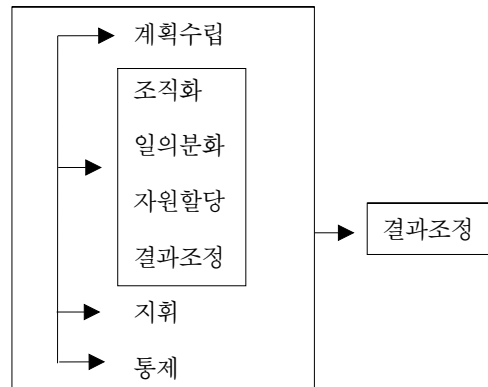 계획수립
조직화
일의분화
자원할당
결과조정
지휘
통제
결과조정